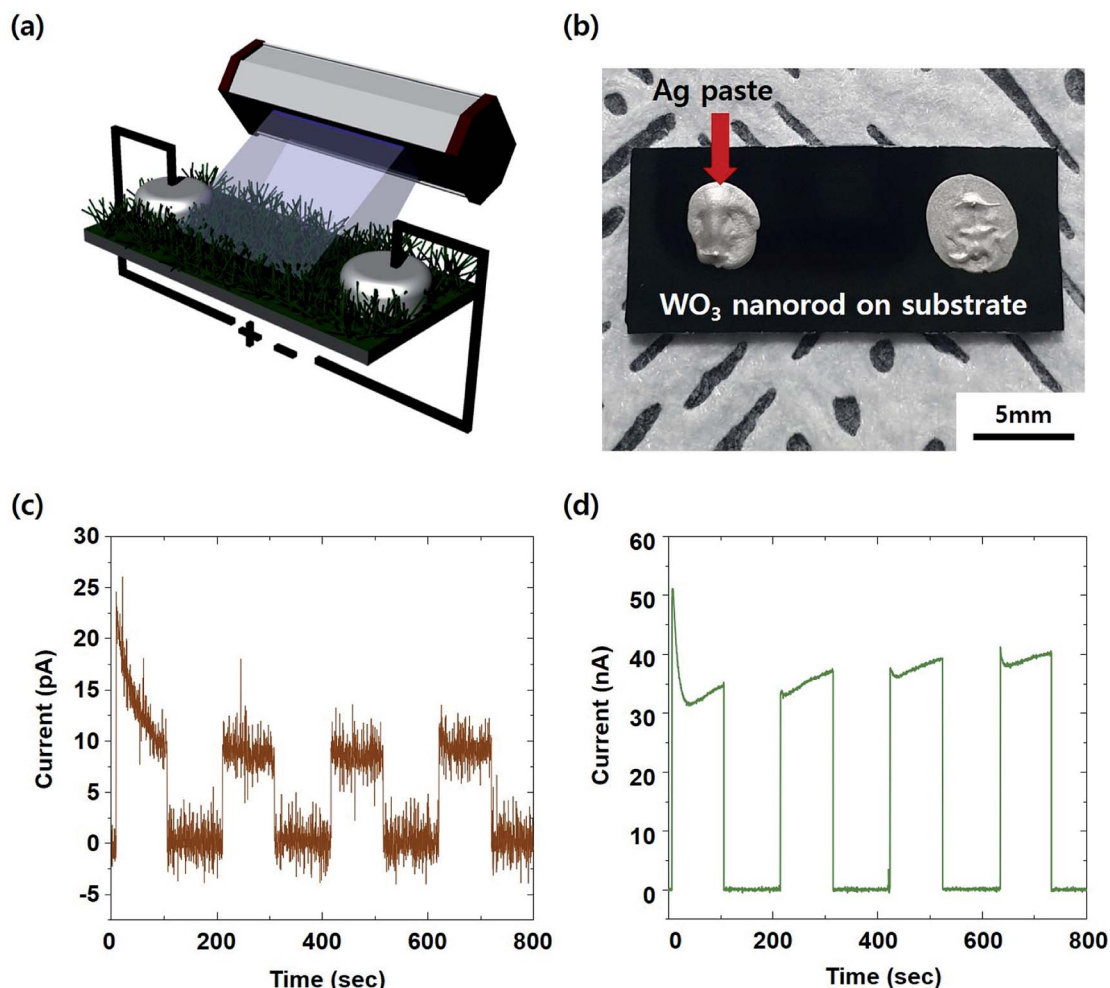 (a)
+ -
(b)
Ag paste
WO₃ nanorod on substrate
5mm
(c)
30
25
20
15
10
5
0
-5
Current (pA)
0 200 400 600 800
Time (sec)
(d)
60
50
40
30
20
10
0
Current (nA)
0 200 400 600 800
Time (sec)